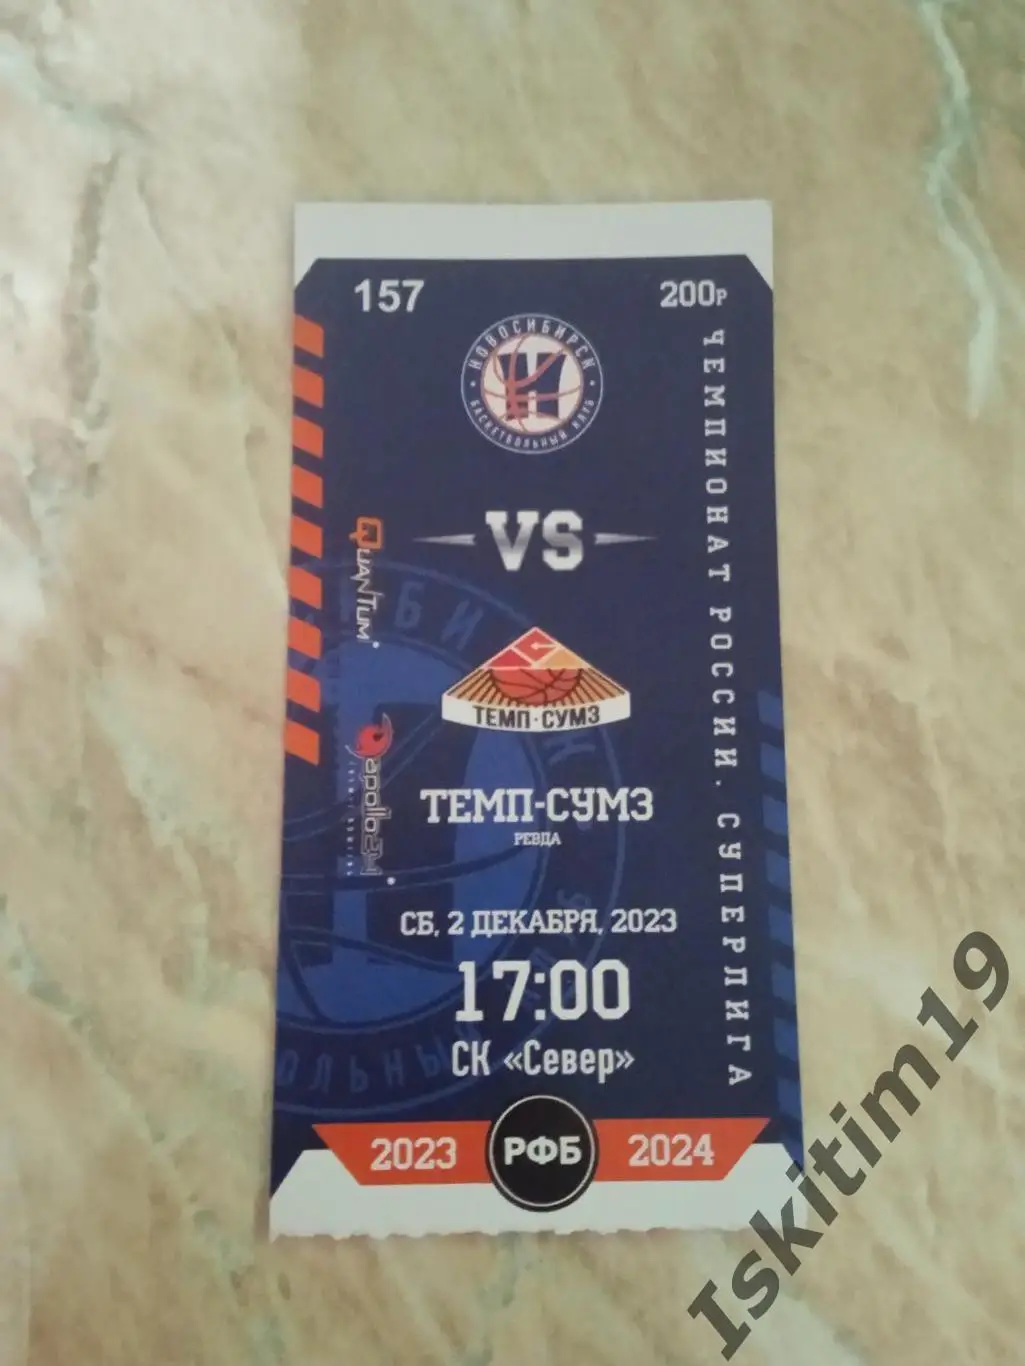 157
200Р
НОВОСИБИРСК
БАСКЕТБОЛЬНЫЙ КЛУБ
VS
QUANTUM
ТЕМП·СУМЗ
apollo24
ТЕМП-СУМЗ
РЕВДА
СБ, 2 ДЕКАБРЯ, 2023
17:00
СК «Север»
ЧЕМПИОНАТ РОССИИ. СУПЕРЛИГА
2023 РФБ 2024
Iskitim19